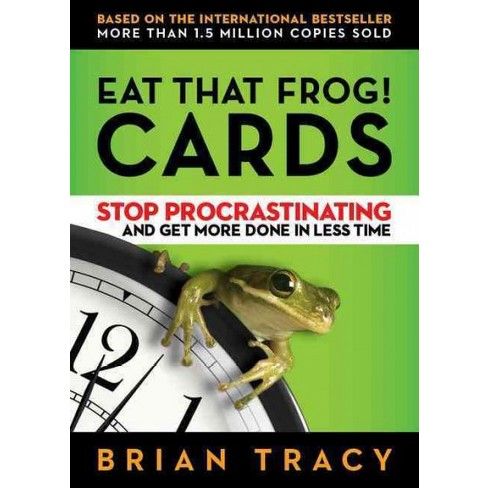 BASED ON THE INTERNATIONAL BESTSELLER
MORE THAN 1.5 MILLION COPIES SOLD
EAT THAT FROG!
CARDS
STOP PROCRASTINATING
AND GET MORE DONE IN LESS TIME
12
1
BRIAN TRACY